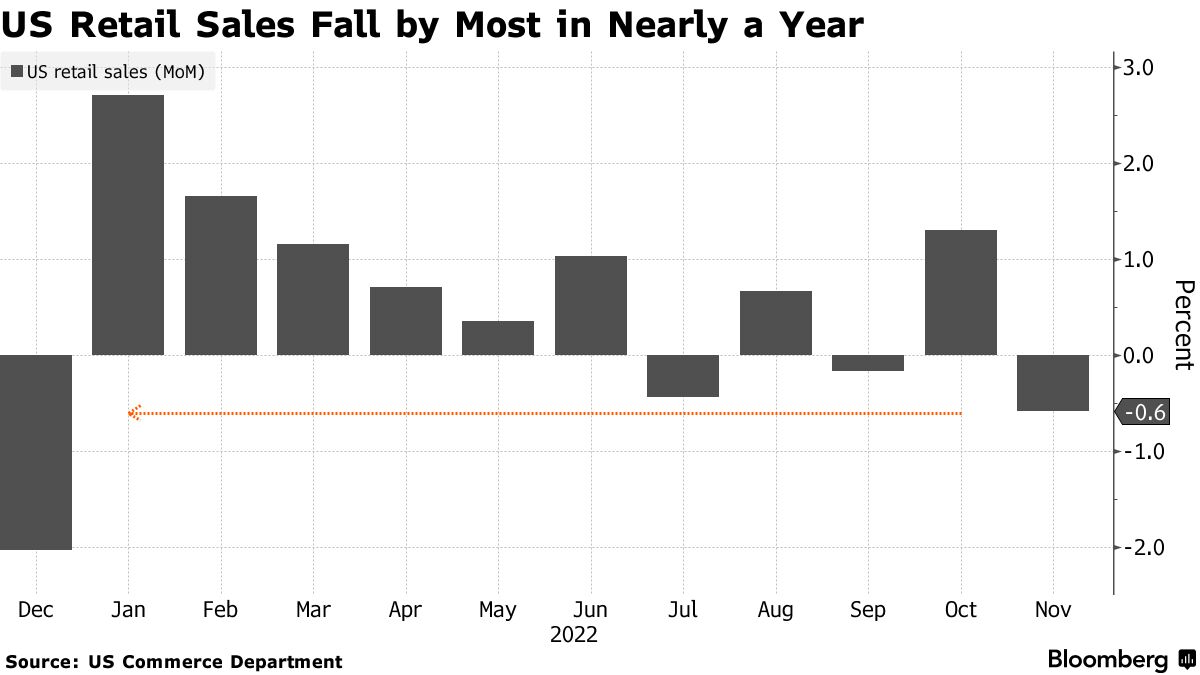 US Retail Sales Fall by Most in Nearly a Year
US retail sales (MoM)
3.0
2.0
1.0
0.0
-0.6
-1.0
-2.0
Percent
Dec Jan Feb Mar Apr May Jun Jul Aug Sep Oct Nov
2022
Source: US Commerce Department
Bloomberg